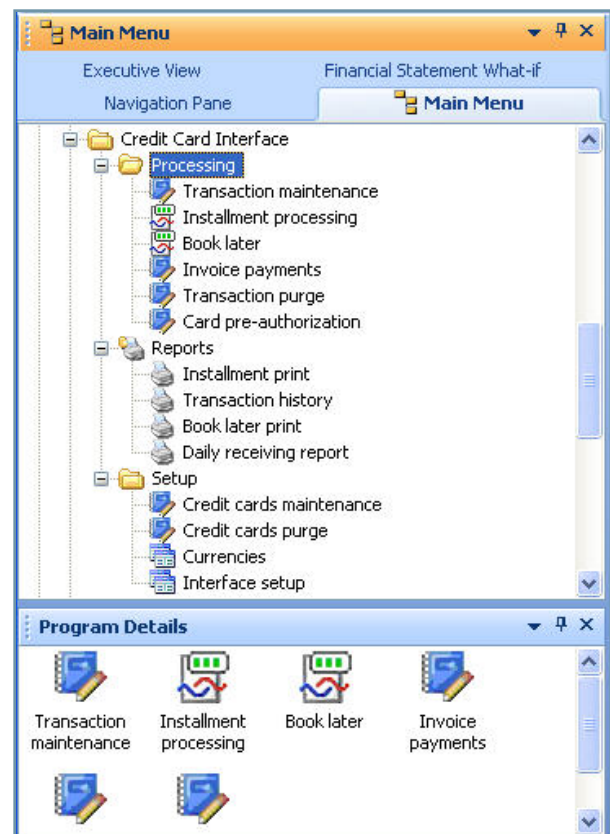 Main Menu
Executive View Financial Statement What-if
Navigation Pane Main Menu
Credit Card Interface
Processing
Transaction maintenance
Installment processing
Book later
Invoice payments
Transaction purge
Card pre-authorization
Reports
Installment print
Transaction history
Book later print
Daily receiving report
Setup
Credit cards maintenance
Credit cards purge
Currencies
Interface setup
Program Details
Transaction maintenance
Installment processing
Book later
Invoice payments